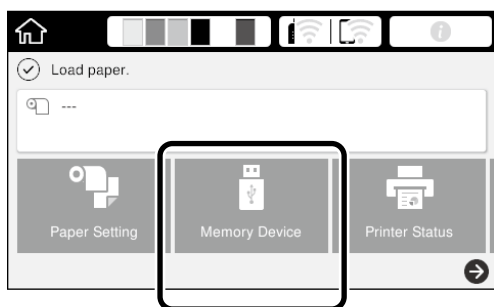 Load paper.
---
Paper Setting
Memory Device
Printer Status